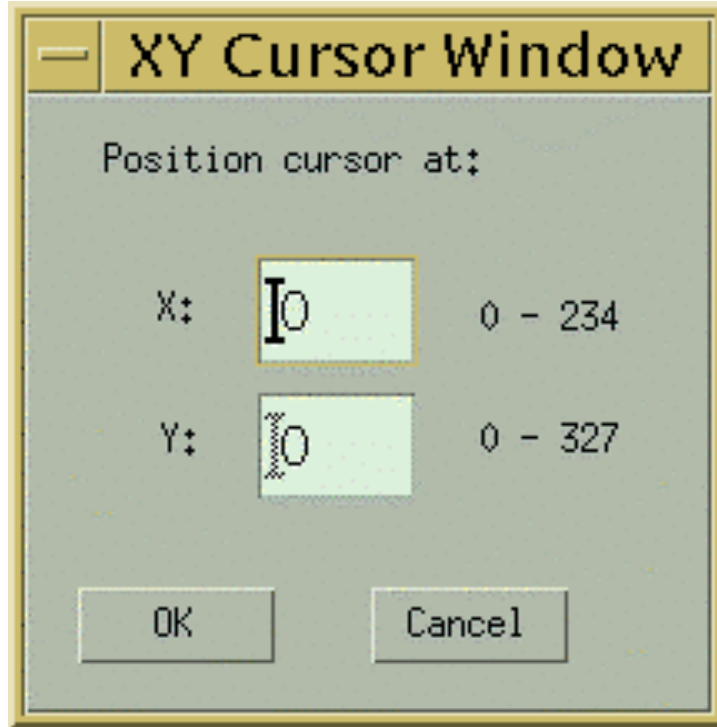 XY Cursor Window
Position cursor at:
X: 0 0 - 234
Y: 0 0 - 327
OK Cancel